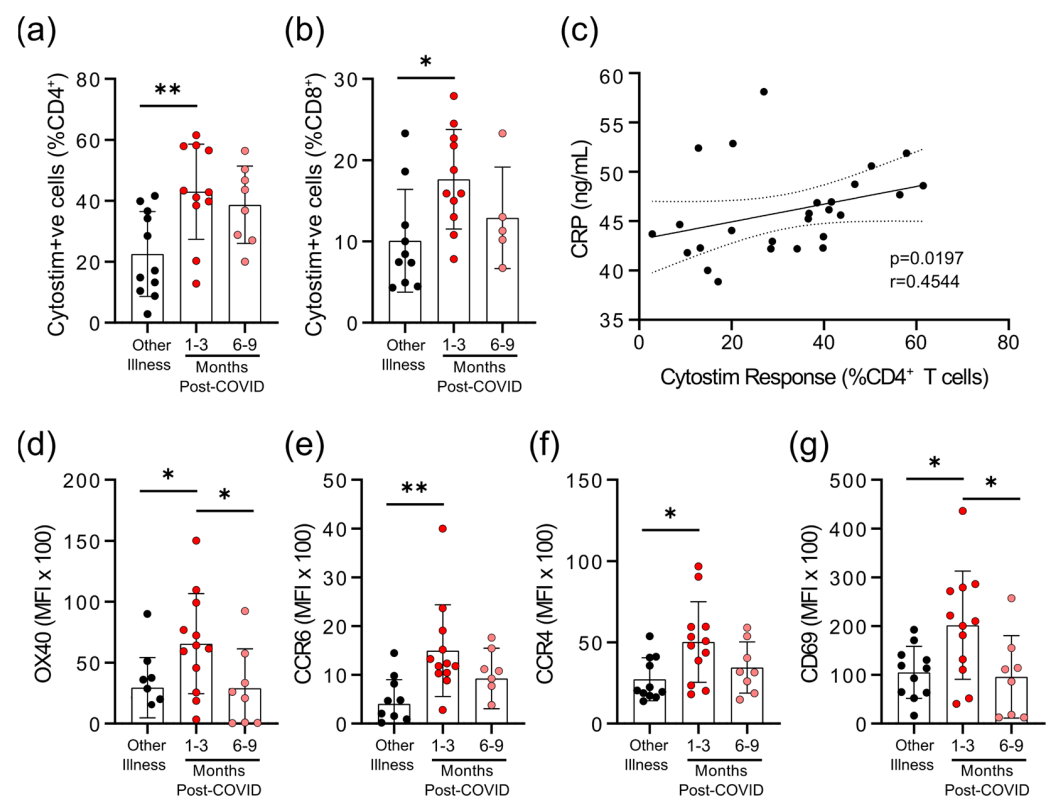 (a)
Cytostim+ve cells (%CD4⁺)
80
60
40
20
0
**
Other
Illness
1-3
6-9
Months
Post-COVID
(b)
Cytostim+ve cells (%CD8⁺)
30
20
10
0
*
Other
Illness
1-3
6-9
Months
Post-COVID
(c)
CRP (ng/mL)
60
55
50
45
40
35
p=0.0197
r=0.4544
0
20
40
60
80
Cytostim Response (%CD4⁺ T cells)
(d)
OX40 (MFI x 100)
200
150
100
50
0
*
*
Other
Illness
1-3
6-9
Months
Post-COVID
(e)
CCR6 (MFI x 100)
50
40
30
20
10
0
**
Other
Illness
1-3
6-9
Months
Post-COVID
(f)
CCR4 (MFI x 100)
150
100
50
0
*
Other
Illness
1-3
6-9
Months
Post-COVID
(g)
CD69 (MFI x 100)
500
400
300
200
100
0
*
*
Other
Illness
1-3
6-9
Months
Post-COVID